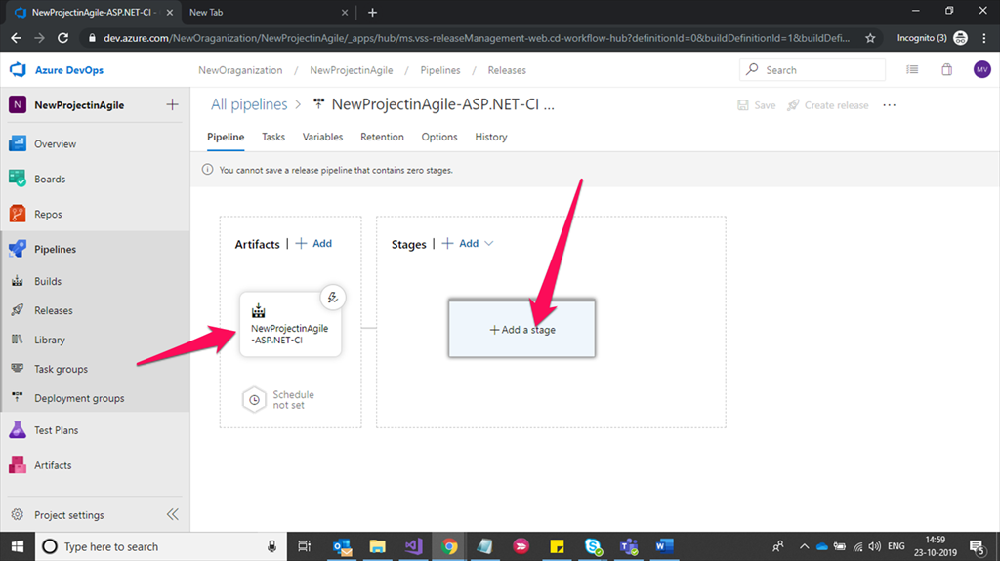 NewProjectinAgile-ASP.NET-CI -
New Tab
dev.azure.com/NewOraganization/NewProjectinAgile/_apps/hub/ms.vss-releaseManagement-web.cd-workflow-hub?definitionId=0&buildDefinitionId=1&buildDefi...
Incognito (3)
Azure DevOps
NewOraganization / NewProjectinAgile / Pipelines / Releases
Search
MV
N NewProjectinAgile
All pipelines > NewProjectinAgile-ASP.NET-CI ...
Save
Create release
Pipeline Tasks Variables Retention Options History
You cannot save a release pipeline that contains zero stages.
Overview
Boards
Repos
Pipelines
Builds
Releases
Library
Task groups
Deployment groups
Test Plans
Artifacts
Project settings
Artifacts | + Add
NewProjectinAgile
-ASP.NET-CI
Schedule
not set
Stages | + Add
+ Add a stage
Type here to search
ENG
14:59
23-10-2019
5